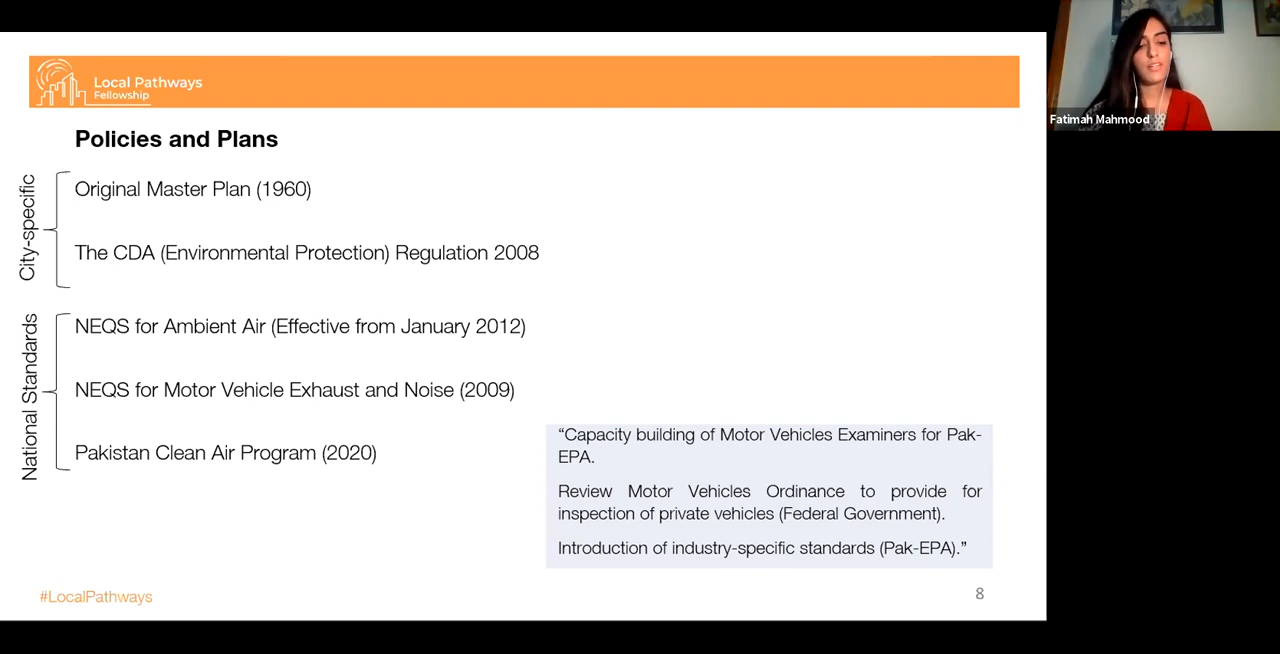 Local Pathways
Fellowship
Fatimah Mahmood
Policies and Plans
City-specific
Original Master Plan (1960)
The CDA (Environmental Protection) Regulation 2008
National Standards
NEQS for Ambient Air (Effective from January 2012)
NEQS for Motor Vehicle Exhaust and Noise (2009)
Pakistan Clean Air Program (2020)
“Capacity building of Motor Vehicles Examiners for Pak-
EPA.
Review Motor Vehicles Ordinance to provide for
inspection of private vehicles (Federal Government).
Introduction of industry-specific standards (Pak-EPA).”
#LocalPathways
8